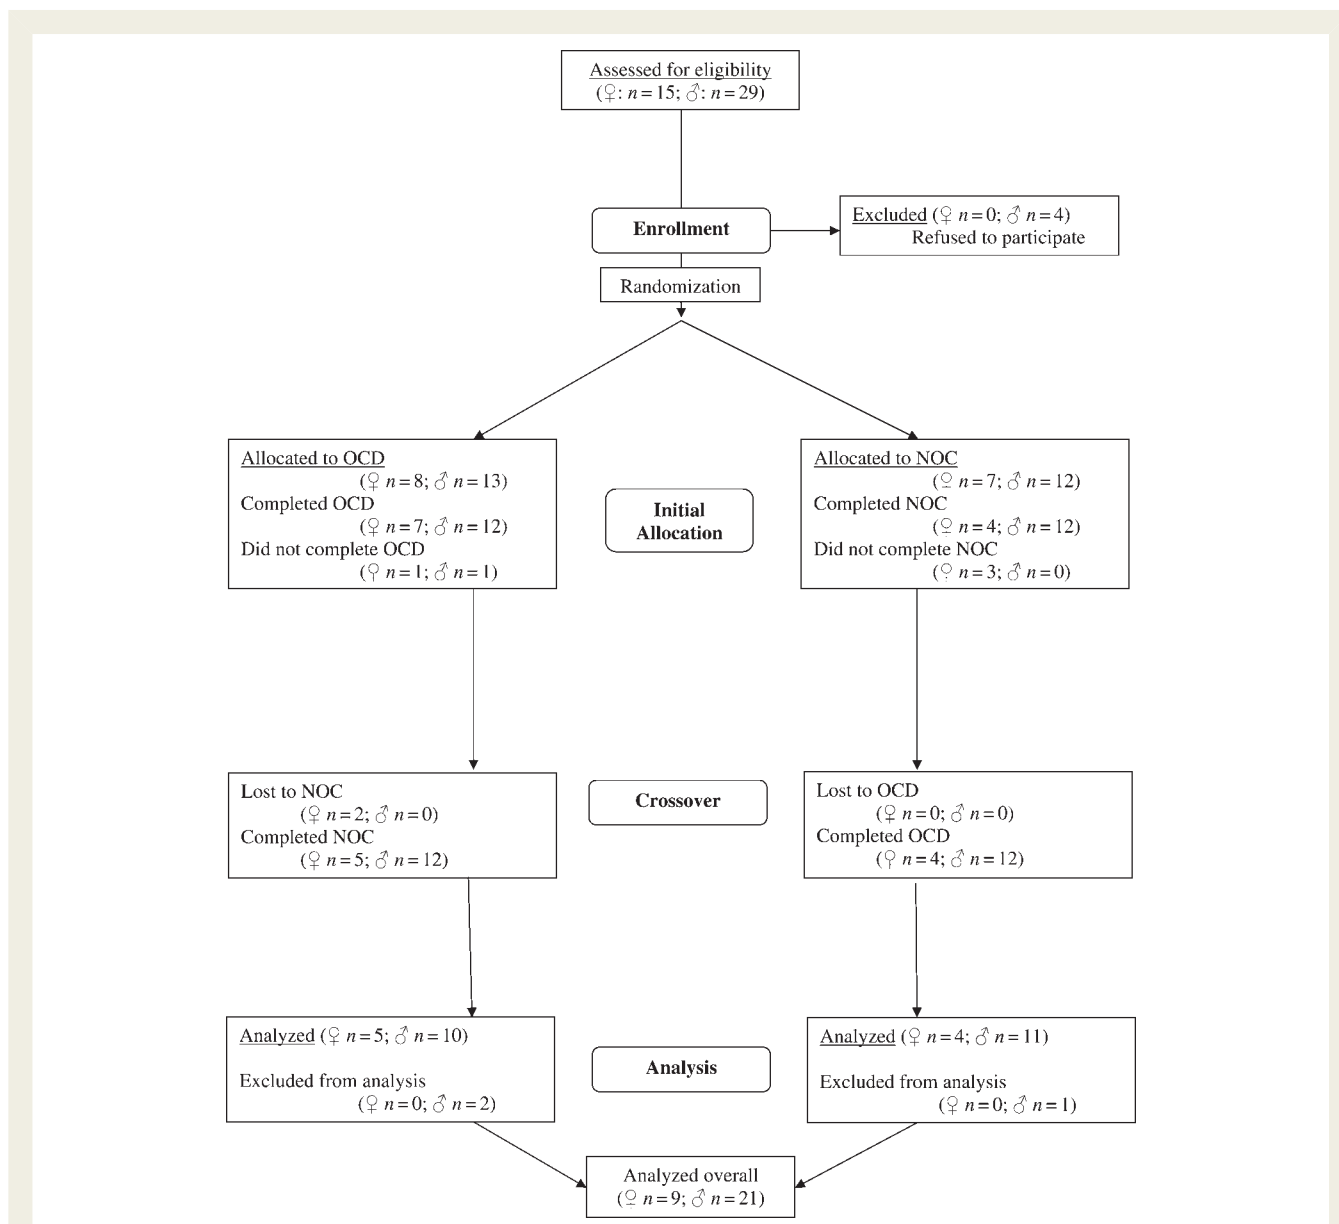 Assessed for eligibility
(♀: n=15; ♂: n=29)
Enrollment
Excluded (♀ n=0; ♂ n=4)
Refused to participate
Randomization
Allocated to OCD
(♀ n=8; ♂ n=13)
Completed OCD
(♀ n=7; ♂ n=12)
Did not complete OCD
(♀ n=1; ♂ n=1)
Initial
Allocation
Allocated to NOC
(♀ n=7; ♂ n=12)
Completed NOC
(♀ n=4; ♂ n=12)
Did not complete NOC
(♀ n=3; ♂ n=0)
Lost to NOC
(♀ n=2; ♂ n=0)
Completed NOC
(♀ n=5; ♂ n=12)
Crossover
Lost to OCD
(♀ n=0; ♂ n=0)
Completed OCD
(♀ n=4; ♂ n=12)
Analyzed (♀ n=5; ♂ n=10)
Excluded from analysis
(♀ n=0; ♂ n=2)
Analysis
Analyzed (♀ n=4; ♂ n=11)
Excluded from analysis
(♀ n=0; ♂ n=1)
Analyzed overall
(♀ n=9; ♂ n=21)